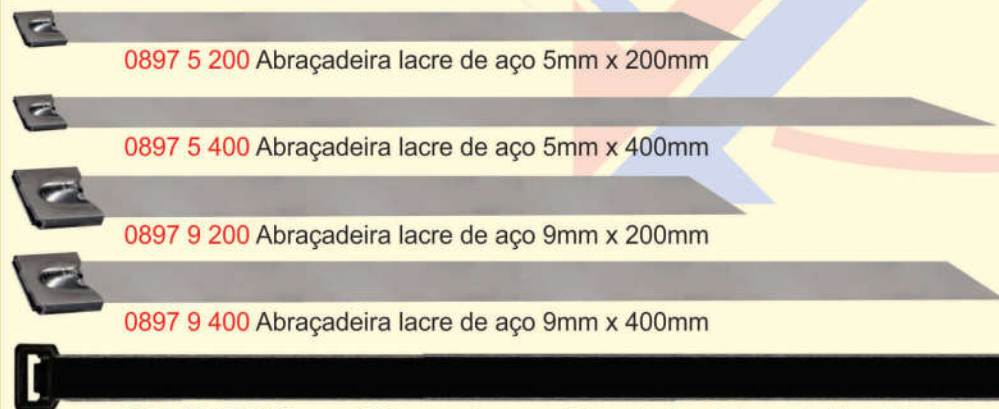 0897 5 200 Abraçadeira lacre de aço 5mm x 200mm
0897 5 400 Abraçadeira lacre de aço 5mm x 400mm
0897 9 200 Abraçadeira lacre de aço 9mm x 200mm
0897 9 400 Abraçadeira lacre de aço 9mm x 400mm